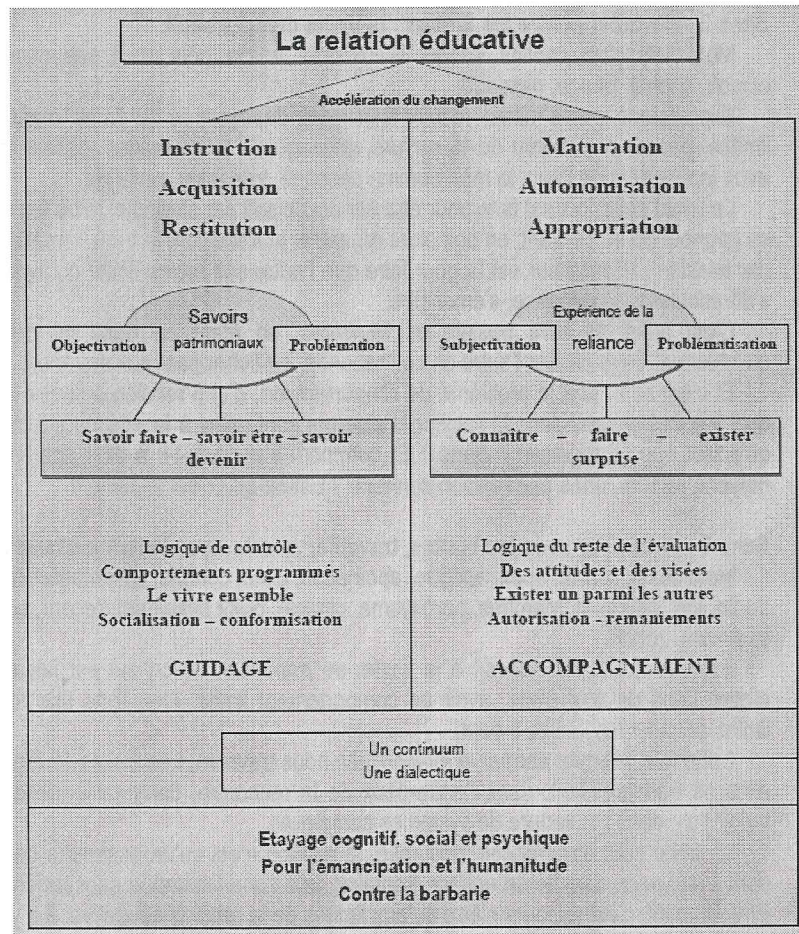 La relation éducative
Accélération du changement
Instruction
Acquisition
Restitution
Savoirs
patrimoniaux
Objectivation
Problémation
Savoir faire – savoir être – savoir
devenir
Logique de contrôle
Comportements programmés
Le vivre ensemble
Socialisation – conformisation
GUIDAGE
Maturation
Autonomisation
Appropriation
Expérience de la
reliance
Subjectivation
Problématisation
Connaître – faire – exister
surprise
Logique du reste de l'évaluation
Des attitudes et des visées
Exister un parmi les autres
Autorisation - remaniements
ACCOMPAGNEMENT
Un continuum
Une dialectique
Etayage cognitif, social et psychique
Pour l'émancipation et l'humanitude
Contre la barbarie